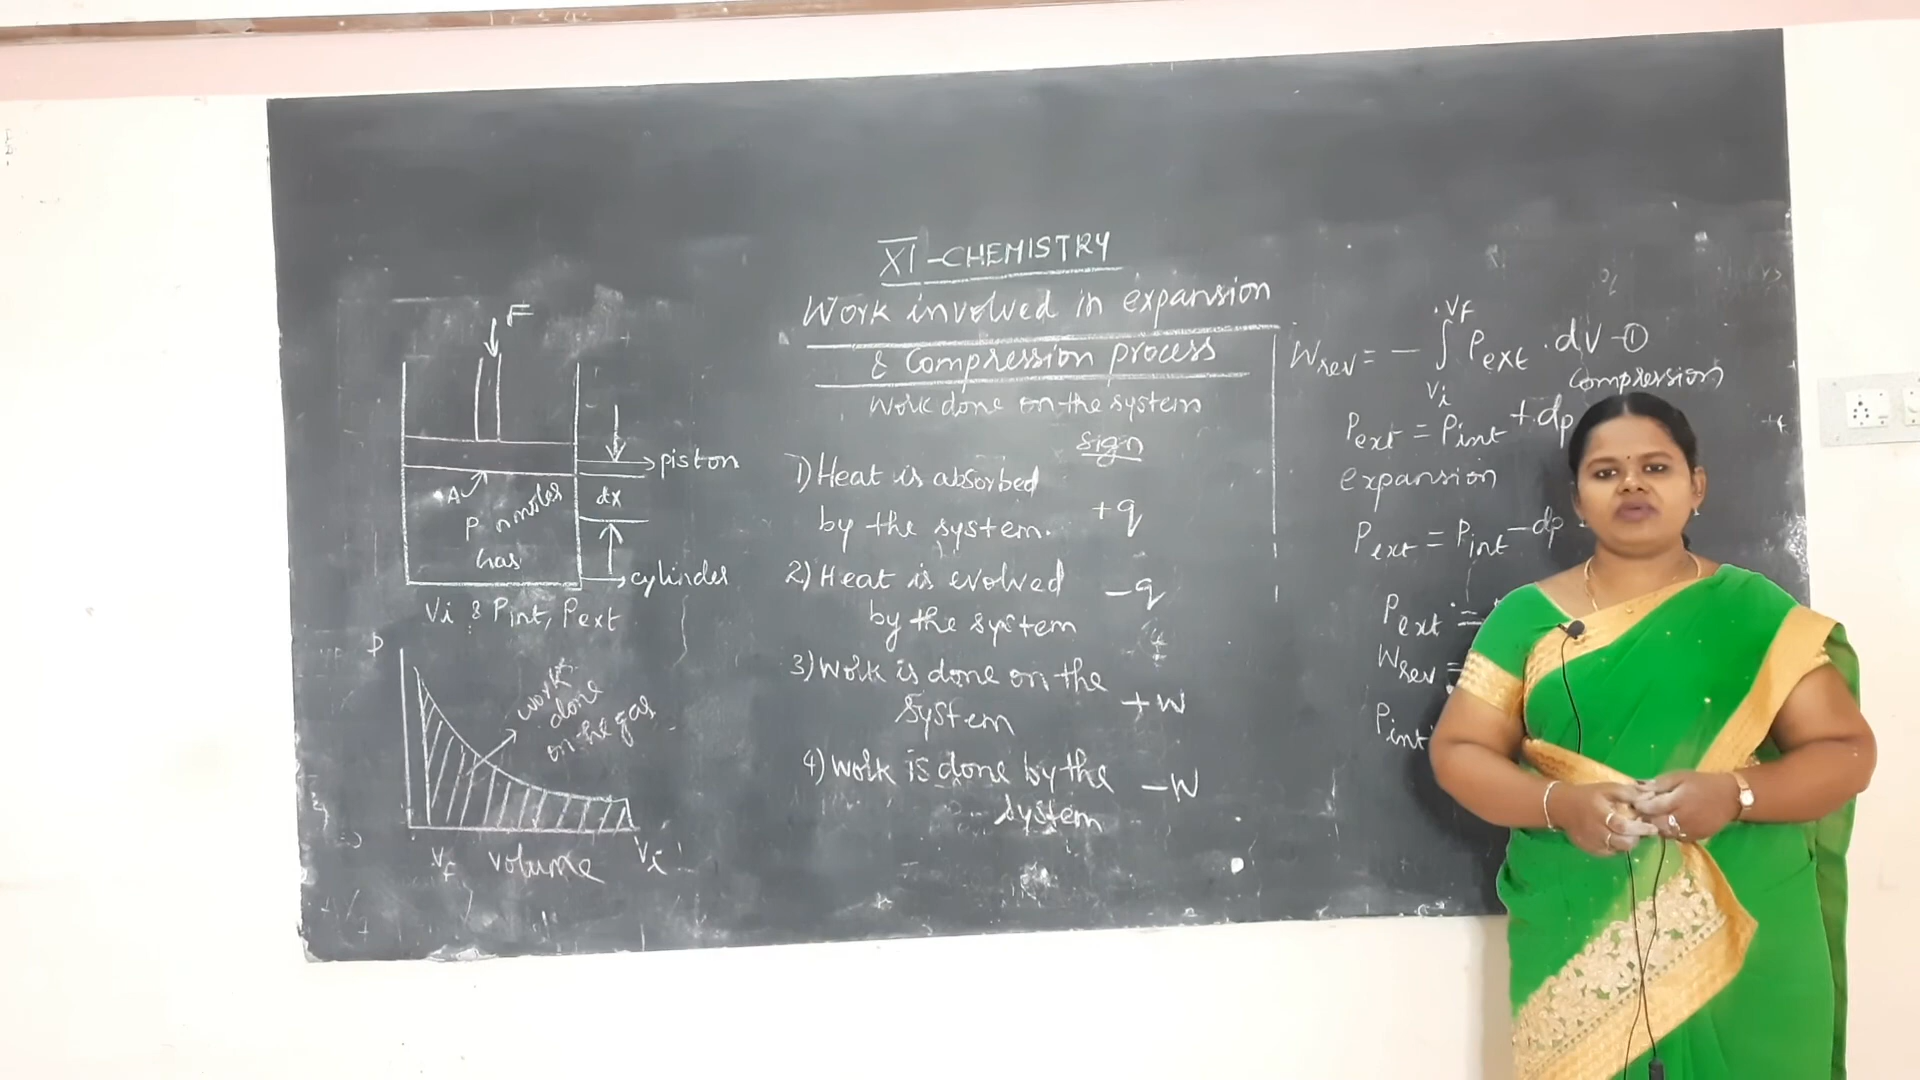 XI-CHEMISTRY
Work involved in expansion
& Compression process
Work done on the system
sign
1) Heat is absorbed
by the system. +q
2) Heat is evolved
by the system -q
3) Work is done on the
system +w
4) Work is done by the
system -W
F
piston
A
dx
P n moles
Gas
cylinder
Vi & Pint, Pext
P
work
done
on the gas
VF volume Vi
Wrev = - ∫ Pext . dV -①
VF
Vi
Compression
Pext = Pint + dp
expansion
Pext = Pint - dp
Pext =
Wrev =
Pint